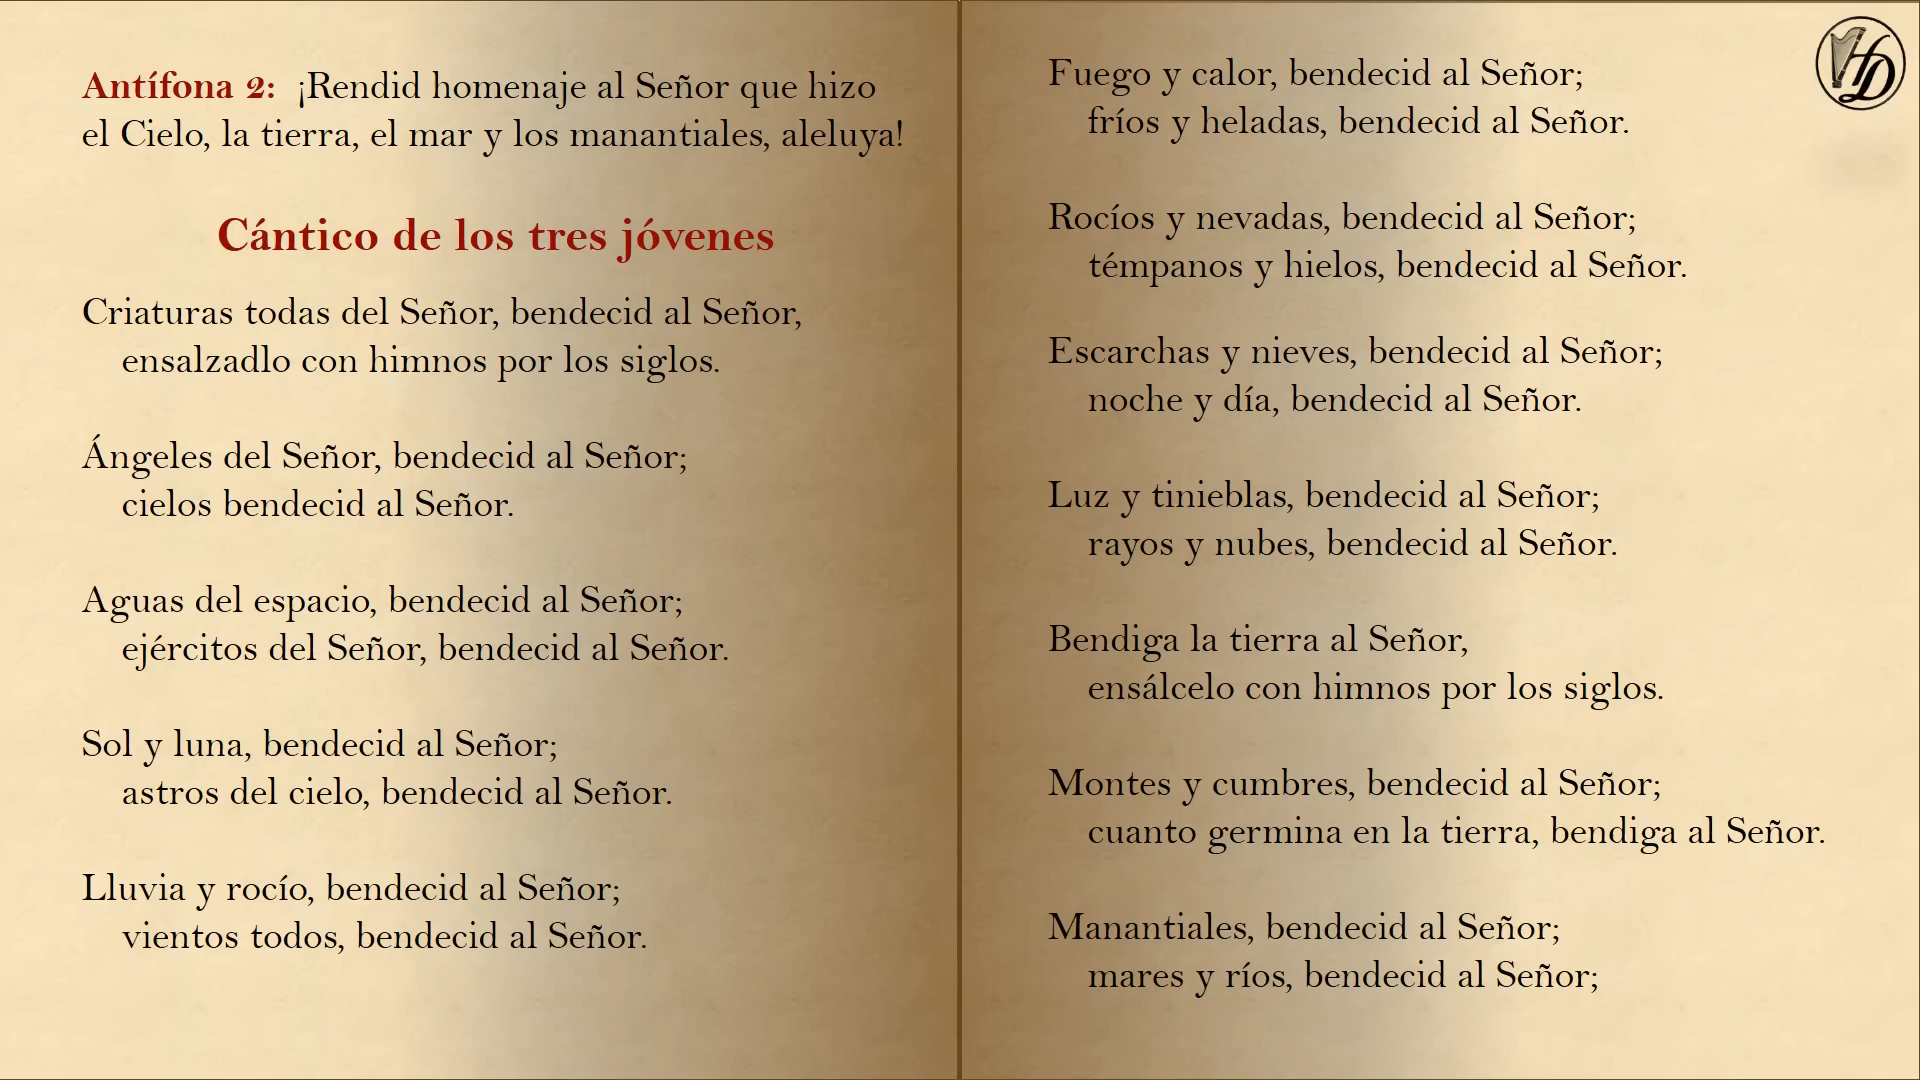 Antífona 2: ¡Rendid homenaje al Señor que hizo
el Cielo, la tierra, el mar y los manantiales, aleluya!
Cántico de los tres jóvenes
Criaturas todas del Señor, bendecid al Señor,
ensalzadlo con himnos por los siglos.
Ángeles del Señor, bendecid al Señor;
cielos bendecid al Señor.
Aguas del espacio, bendecid al Señor;
ejércitos del Señor, bendecid al Señor.
Sol y luna, bendecid al Señor;
astros del cielo, bendecid al Señor.
Lluvia y rocío, bendecid al Señor;
vientos todos, bendecid al Señor.
Fuego y calor, bendecid al Señor;
fríos y heladas, bendecid al Señor.
Rocíos y nevadas, bendecid al Señor;
témpanos y hielos, bendecid al Señor.
Escarchas y nieves, bendecid al Señor;
noche y día, bendecid al Señor.
Luz y tinieblas, bendecid al Señor;
rayos y nubes, bendecid al Señor.
Bendiga la tierra al Señor,
ensálcelo con himnos por los siglos.
Montes y cumbres, bendecid al Señor;
cuanto germina en la tierra, bendiga al Señor.
Manantiales, bendecid al Señor;
mares y ríos, bendecid al Señor;
HD